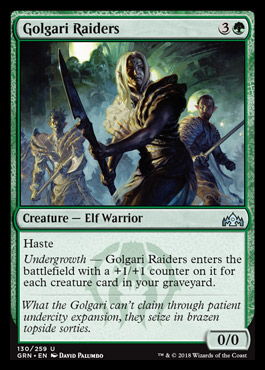 Golgari Raiders 3
Creature — Elf Warrior
Haste
Undergrowth — Golgari Raiders enters the
battlefield with a +1/+1 counter on it for
each creature card in your graveyard.
What the Golgari can't claim through patient
undercity expansion, they seize in brazen
topside sorties.
0/0
130/259 U
GRN • EN DAVID PALUMBO
™ & © 2018 Wizards of the Coast